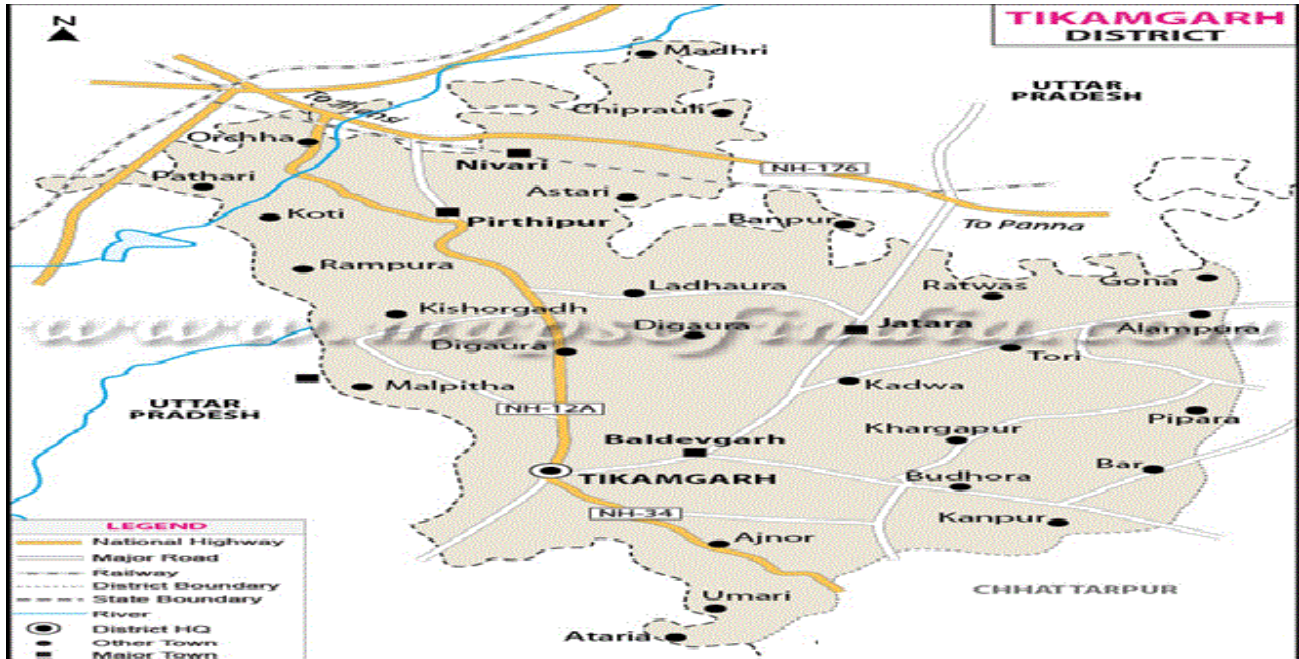 N
TIKAMGARH
DISTRICT
Madhri
UTTAR
PRADESH
To Jhansi
Chiprauli
Orchha
Nivari
NH-176
Pathari
Astari
Koti
Pirthipur
Banpur
To Panna
Rampura
Ladhaura
Ratwas
Gona
Kishorgadh
Digaura
Jatara
Alampura
www.mapsofindia.com
Digaura
Tori
Malpitha
Kadwa
UTTAR
PRADESH
NH-12A
Khargapur
Pipara
Baldevgarh
TIKAMGARH
Budhora
Bar
NH-34
Kanpur
Ajnor
CHHATTARPUR
Umari
Ataria
LEGEND
National Highway
Major Road
Railway
District Boundary
State Boundary
River
District HQ
Other Town
Major Town